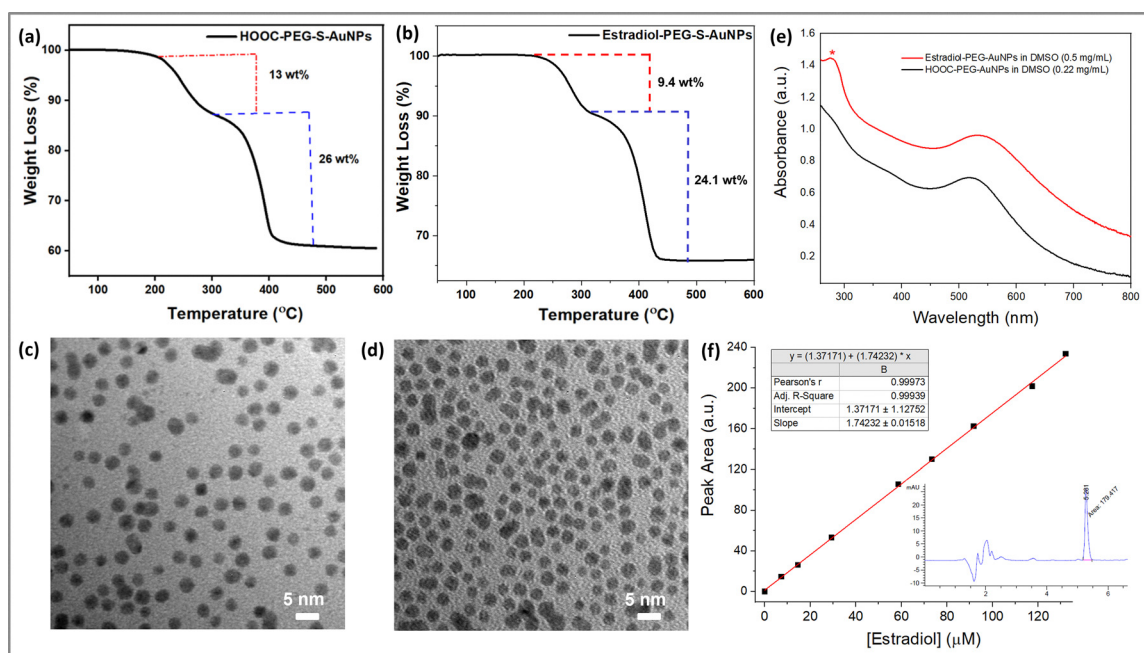 (a)
HOOC-PEG-S-AuNPs
13 wt%
26 wt%
Weight Loss (%)
100
90
80
70
60
100
200
300
400
500
600
Temperature (°C)
(b)
Estradiol-PEG-S-AuNPs
9.4 wt%
24.1 wt%
Weight Loss (%)
100
90
80
70
100
200
300
400
500
600
Temperature (°C)
(e)
*
Estradiol-PEG-AuNPs in DMSO (0.5 mg/mL)
HOOC-PEG-AuNPs in DMSO (0.22 mg/mL)
Absorbance (a.u.)
1.6
1.4
1.2
1.0
0.8
0.6
0.4
0.2
300
400
500
600
700
800
Wavelength (nm)
(c)
5 nm
(d)
5 nm
(f)
y = (1.37171) + (1.74232) * x
B
Pearson's r 0.99973
Adj. R-Square 0.99939
Intercept 1.37171 ± 1.12752
Slope 1.74232 ± 0.01518
Peak Area (a.u.)
240
200
160
120
80
40
0
0
20
40
60
80
100
120
[Estradiol] (µM)
mAU
25
20
15
10
5
0
-5
-10
2
4
6
5.281
Area: 179.417